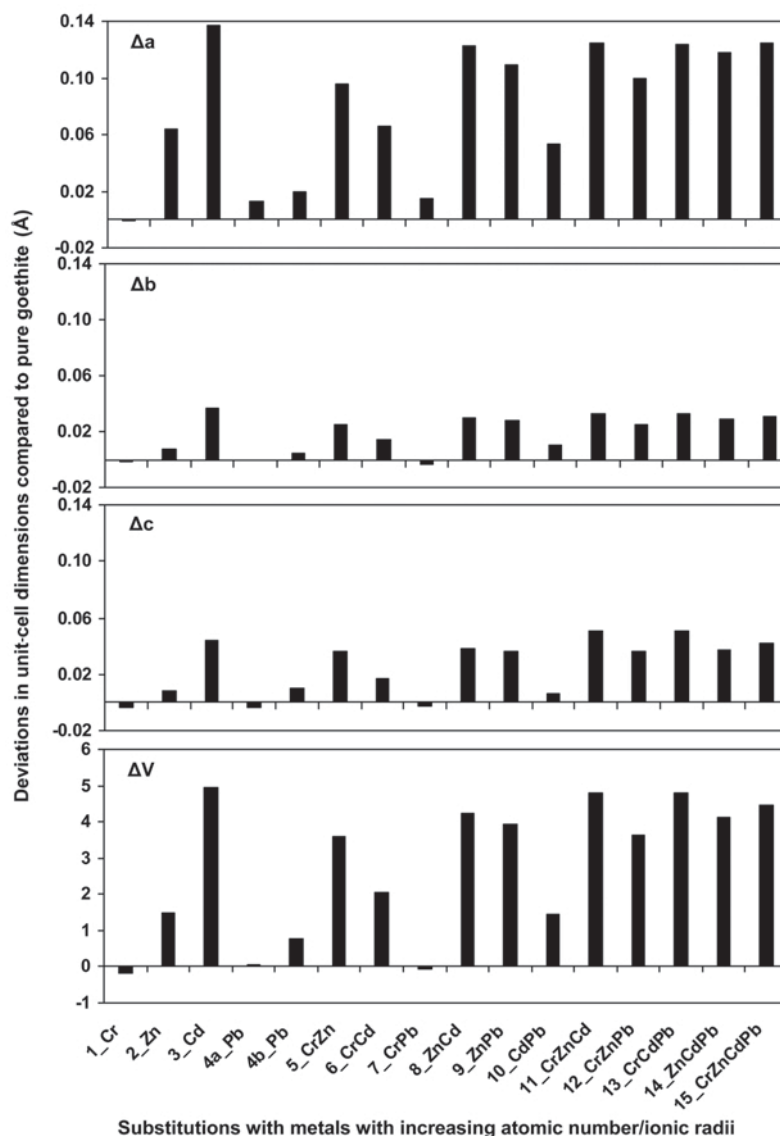 Deviations in unit-cell dimensions compared to pure goethite (Å)
0.14
Δa
0.10
0.06
0.02
-0.02
0.14
Δb
0.10
0.06
0.02
-0.02
0.14
Δc
0.10
0.06
0.02
-0.02
6
ΔV
5
4
3
2
1
0
-1
1_Cr
2_Zn
3_Cd
4a_Pb
4b_Pb
5_CrZn
6_CrCd
7_CrPb
8_ZnCd
9_ZnPb
10_CdPb
11_CrZnCd
12_CrZnPb
13_CrCdPb
14_ZnCdPb
15_CrZnCdPb
Substitutions with metals with increasing atomic number/ionic radii